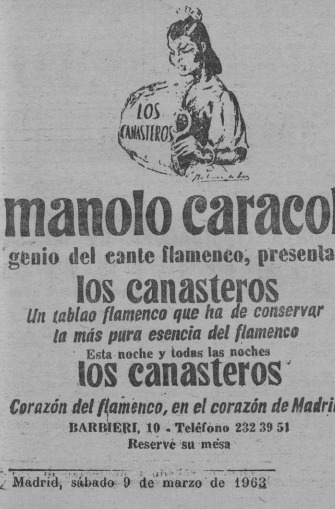 LOS
CANASTEROS
manolo caracol
genio del cante flamenco, presenta
los canasteros
Un tablao flamenco que ha de conservar
la más pura esencia del flamenco
Esta noche y todas las noches
los canasteros
Corazón del flamenco, en el corazón de Madri
BARBIERI, 10 - Teléfono 232 39 51
Reserve su mesa
Madrid, sábado 9 de marzo de 1963